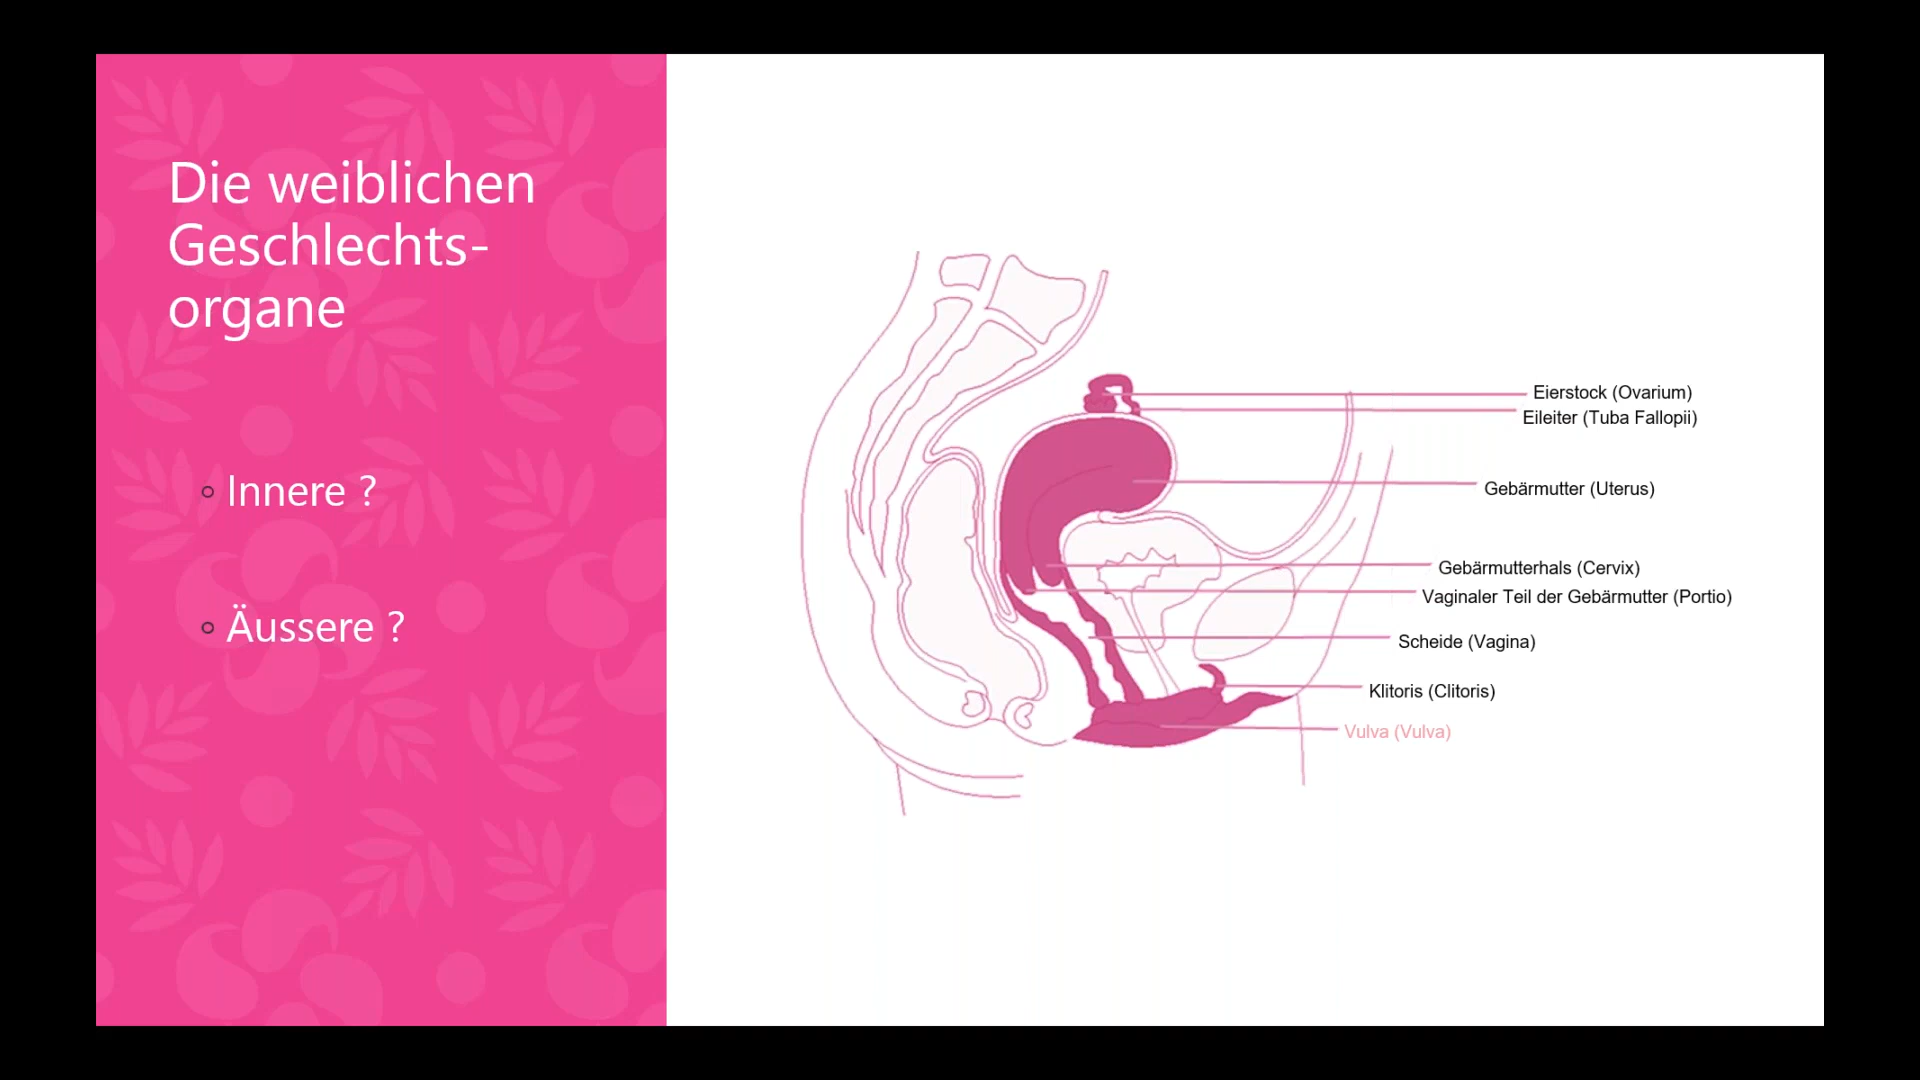 Die weiblichen
Geschlechts-
organe
Innere ?
Äussere ?
Eierstock (Ovarium)
Eileiter (Tuba Fallopii)
Gebärmutter (Uterus)
Gebärmutterhals (Cervix)
Vaginaler Teil der Gebärmutter (Portio)
Scheide (Vagina)
Klitoris (Clitoris)
Vulva (Vulva)